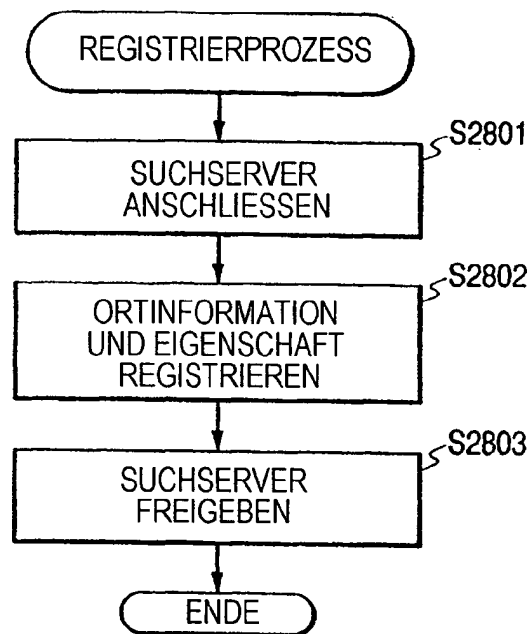 REGISTRIERPROZESS
S2801
SUCHSERVER
ANSCHLIESSEN
S2802
ORTINFORMATION
UND EIGENSCHAFT
REGISTRIEREN
S2803
SUCHSERVER
FREIGEBEN
ENDE